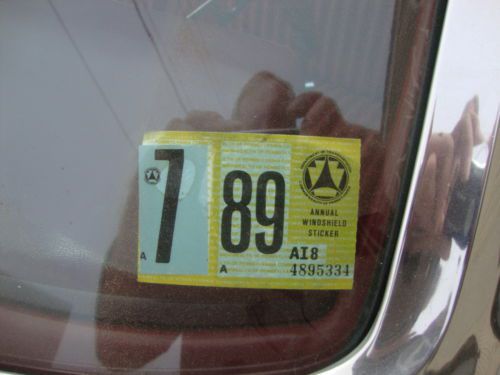 7
A
89
A
ANNUAL
WINDSHIELD
STICKER
AI8
4895334